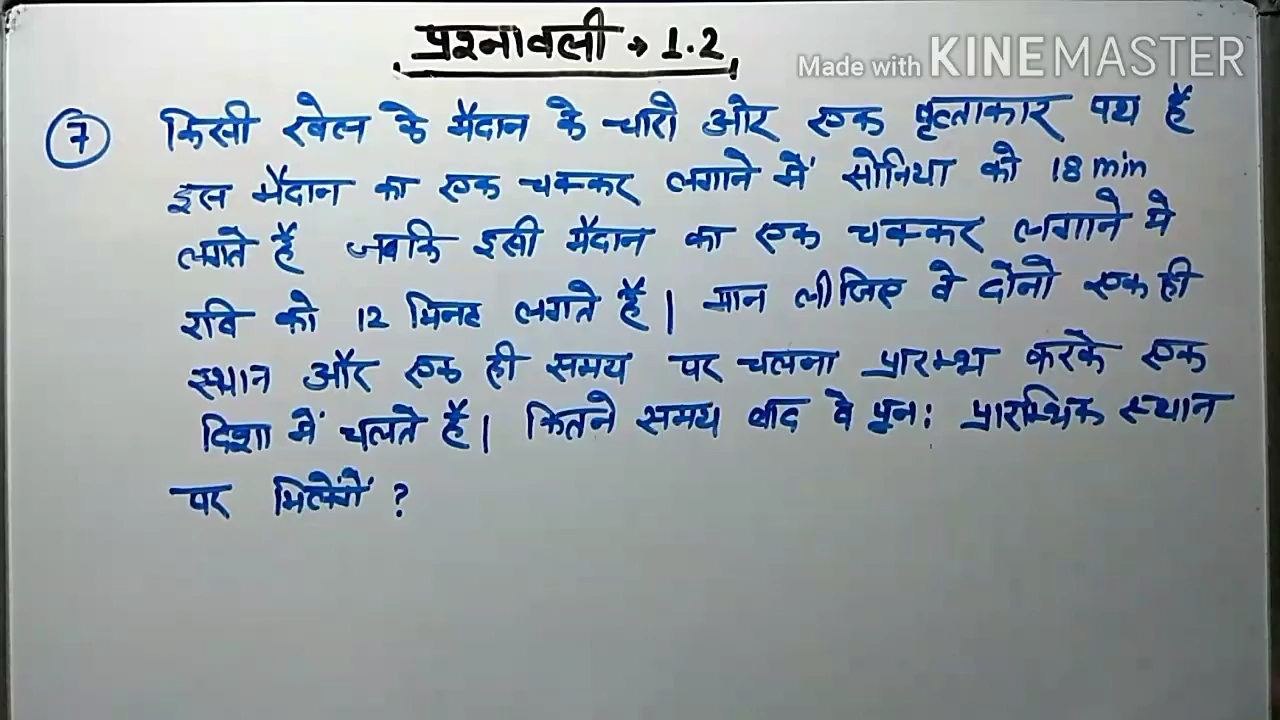 प्रश्नावली → 1.2
Made with KINEMASTER
7 किसी खेल के मैदान के चारो ओर एक वृत्ताकार पथ है
इस मैदान का एक चक्कर लगाने में सोनिया को 18 min
लगते हैं जबकि इसी मैदान का एक चक्कर लगाने मे
रवि को 12 मिनट लगते हैं | मान लीजिए वे दोनो एक ही
स्थान और एक ही समय पर चलना प्रारम्भ करके एक
दिशा में चलते हैं | कितने समय बाद वे पुन: प्रारम्भिक स्थान
पर मिलेंगें ?